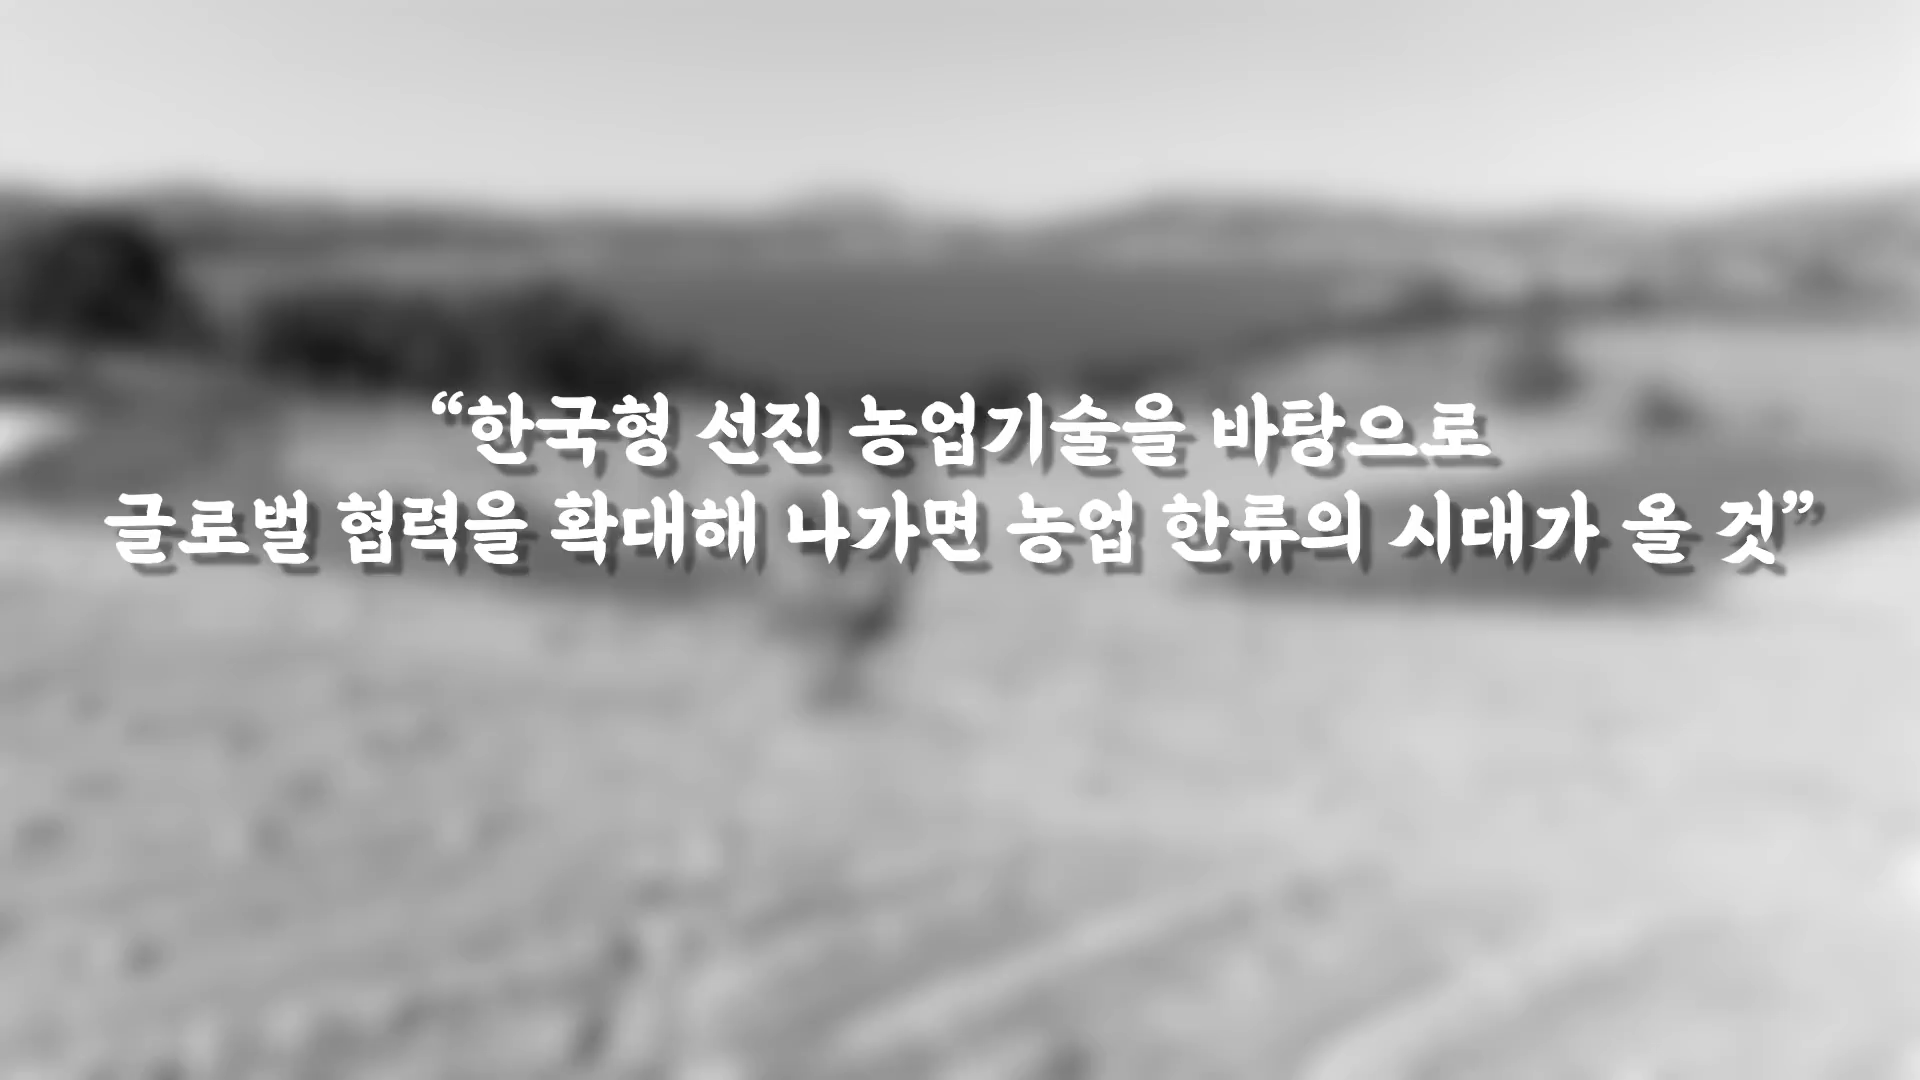 “한국형 선진 농업기술을 바탕으로
글로벌 협력을 확대해 나가면 농업 한류의 시대가 올 것”